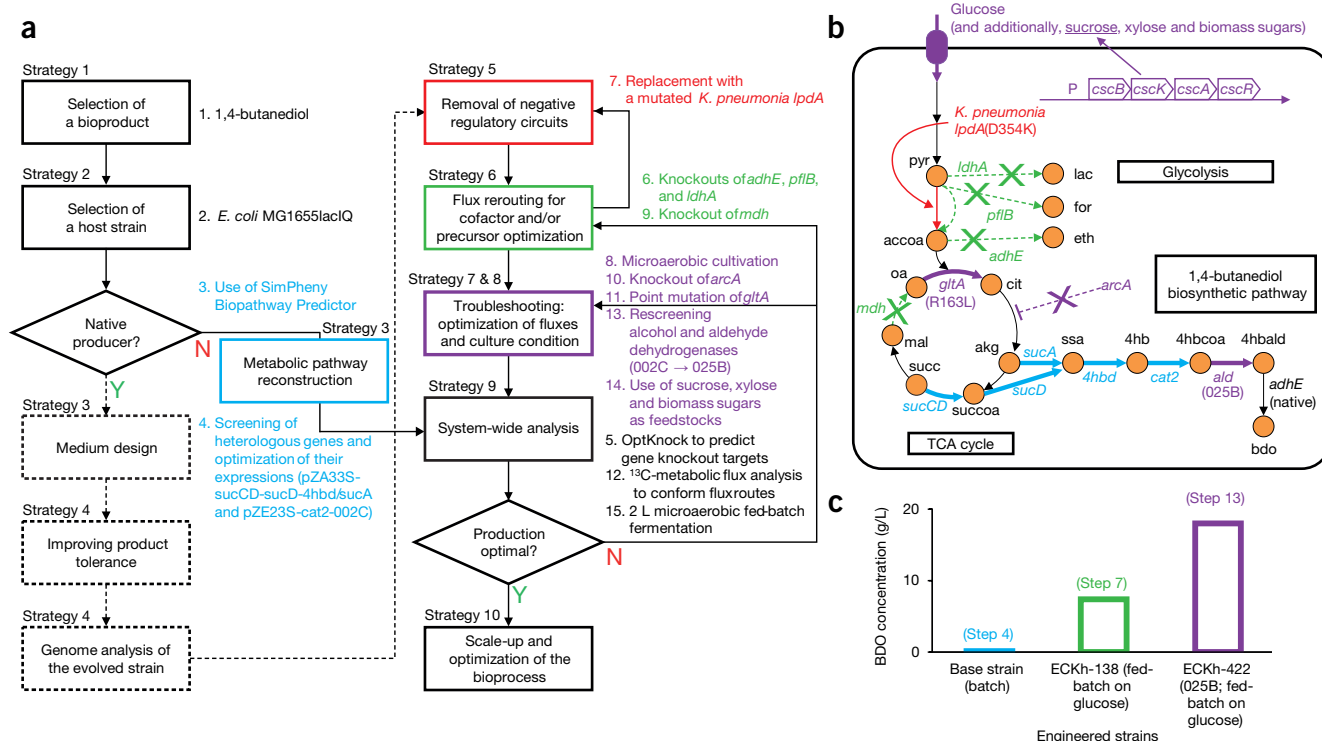 a
Strategy 1
Selection of
a bioproduct
1. 1,4-butanediol
Strategy 2
Selection of
a host strain
2. E. coli MG1655lacIQ
3. Use of SimPheny
Biopathway Predictor
Native
producer?
N
Y
Strategy 3
Metabolic pathway
reconstruction
Strategy 3
Medium design
4. Screening of
heterologous genes and
optimization of their
expressions (pZA33S-
sucCD-sucD-4hbd/sucA
and pZE23S-cat2-002C)
Strategy 4
Improving product
tolerance
Strategy 4
Genome analysis of
the evolved strain
Strategy 5
Removal of negative
regulatory circuits
7. Replacement with
a mutated K. pneumonia lpdA
Strategy 6
Flux rerouting for
cofactor and/or
precursor optimization
6. Knockouts of adhE, pflB,
and ldhA
9. Knockout of mdh
Strategy 7 & 8
Troubleshooting:
optimization of fluxes
and culture condition
8. Microaerobic cultivation
10. Knockout of arcA
11. Point mutation of gltA
13. Rescreening
alcohol and aldehyde
dehydrogenases
(002C → 025B)
14. Use of sucrose, xylose
and biomass sugars
as feedstocks
Strategy 9
System-wide analysis
5. OptKnock to predict
gene knockout targets
12. ¹³C-metabolic flux analysis
to conform flux routes
15. 2 L microaerobic fed-batch
fermentation
Production
optimal?
N
Y
Strategy 10
Scale-up and
optimization of the
bioprocess
b
Glucose
(and additionally, sucrose, xylose and biomass sugars)
P cscB cscK cscA cscR
K. pneumonia
lpdA(D354K)
pyr
ldhA
lac
Glycolysis
pflB
for
accoa
adhE
eth
oa
gltA
(R163L)
cit
arcA
1,4-butanediol
biosynthetic pathway
mdh
mal
succ
akg
sucA
ssa
4hbd
4hb
cat2
4hbcoa
ald
(025B)
4hbald
sucCD
succoa
sucD
adhE
(native)
bdo
TCA cycle
c
BDO concentration (g/L)
20
10
0
(Step 4)
(Step 7)
(Step 13)
Base strain
(batch)
ECKh-138 (fed-
batch on
glucose)
ECKh-422
(025B; fed-
batch on
glucose)
Engineered strains